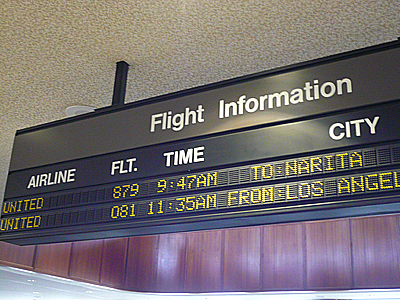 Flight Information
AIRLINE FLT. TIME CITY
UNITED 879 9:47AM TO NARITA
UNITED 081 11:35AM FROM LOS ANGEL